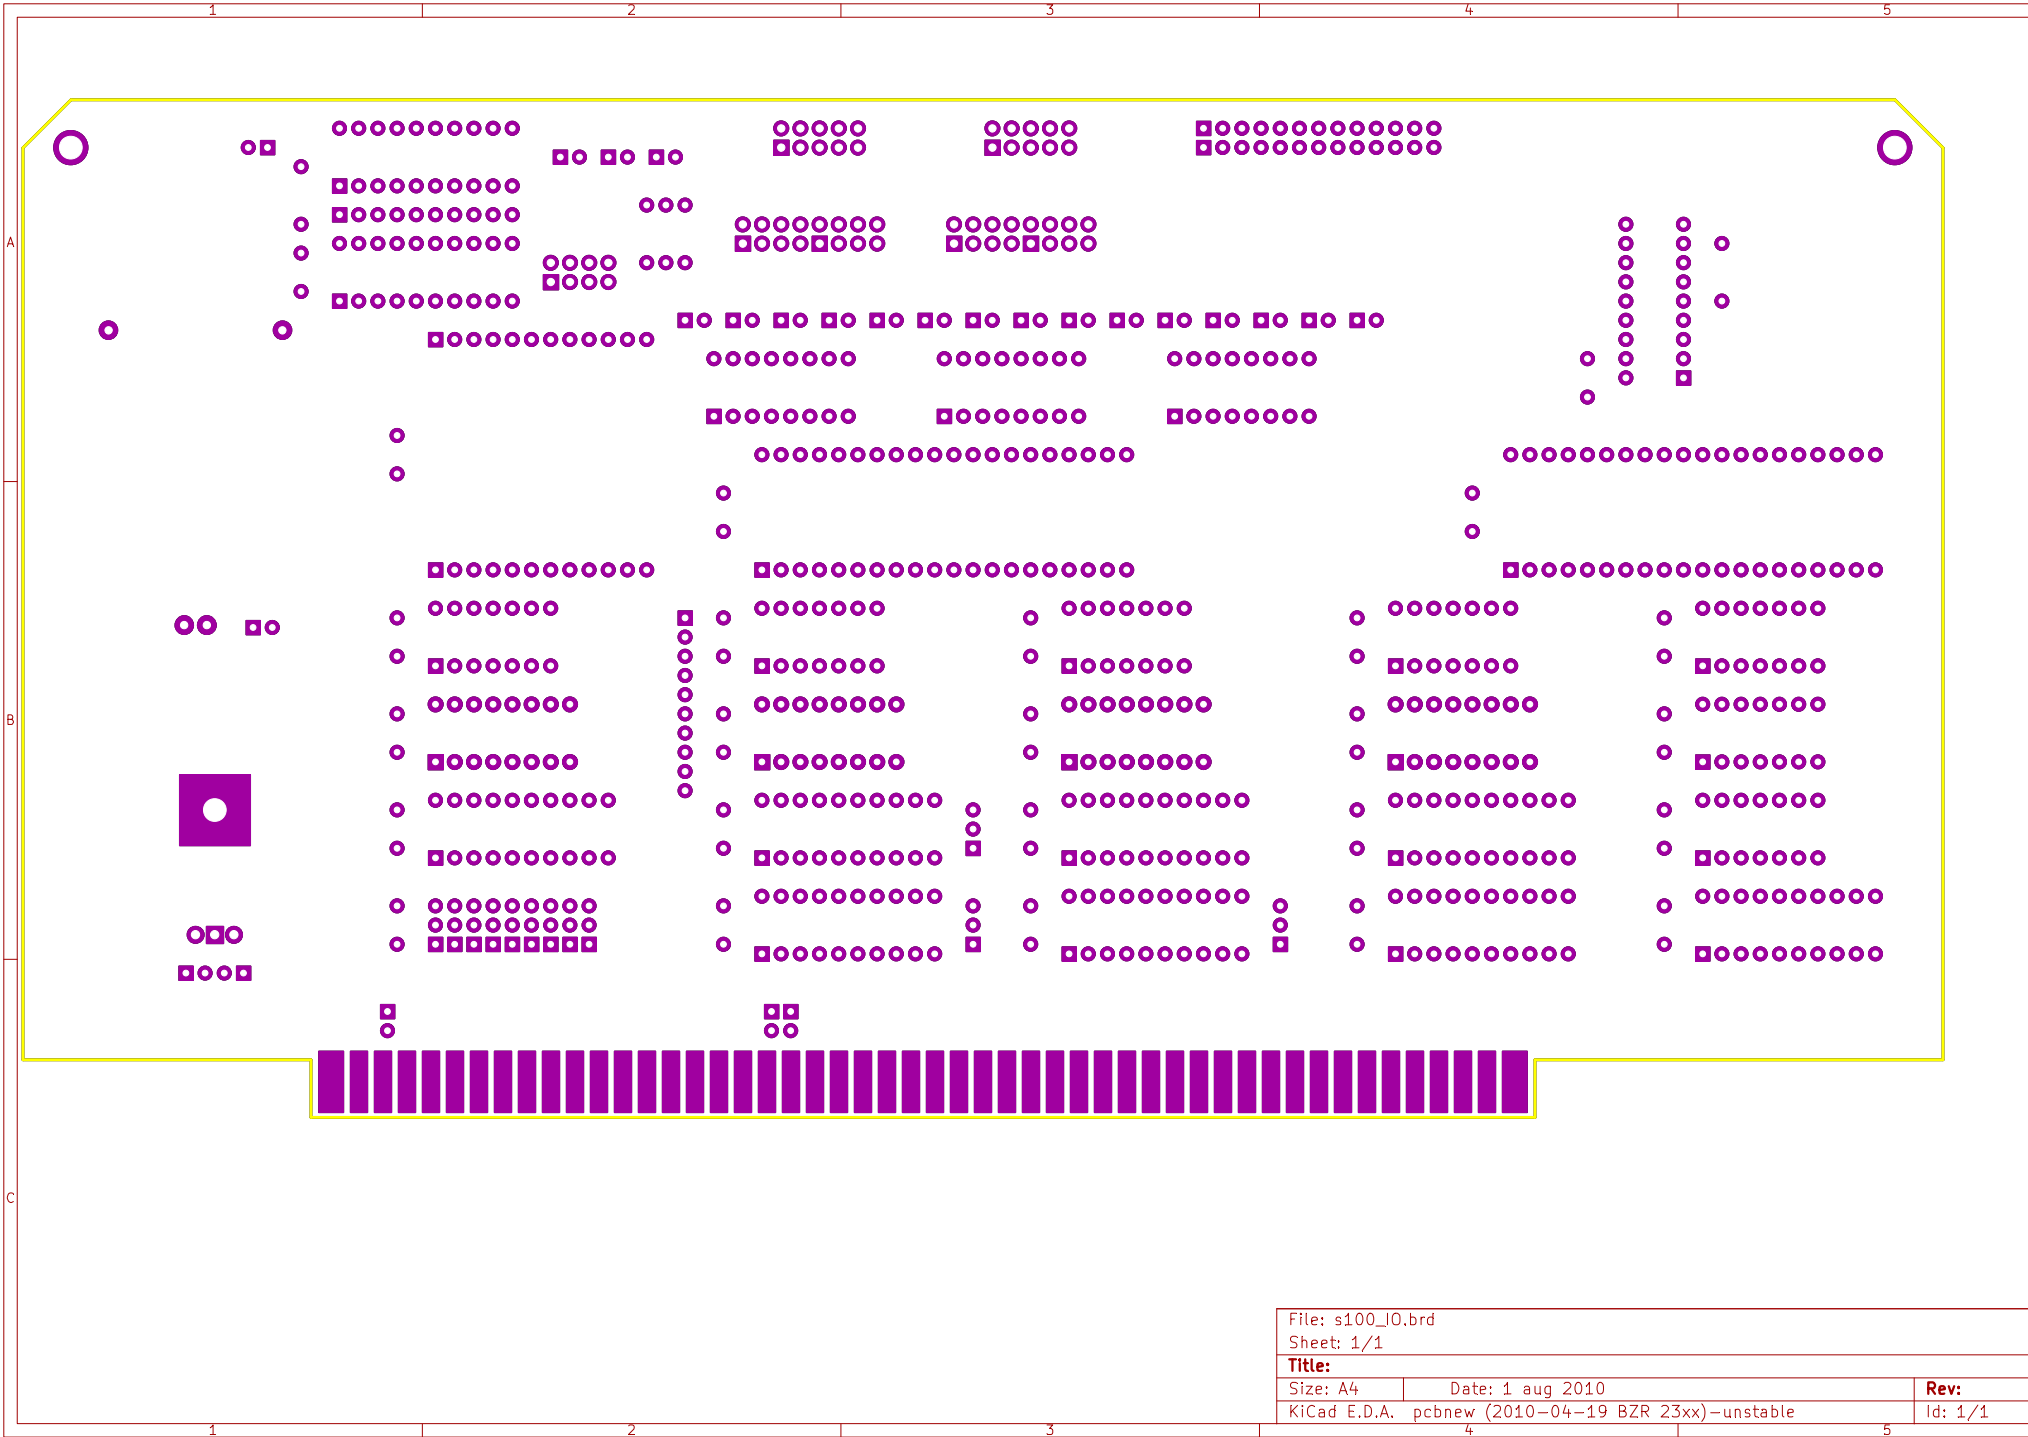 1 2 3 4 5
A
B
C
File: s100_IO.brd
Sheet: 1/1
Title:
Size: A4 Date: 1 aug 2010 Rev:
KiCad E.D.A. pcbnew (2010-04-19 BZR 23xx)-unstable Id: 1/1
1 2 3 4 5